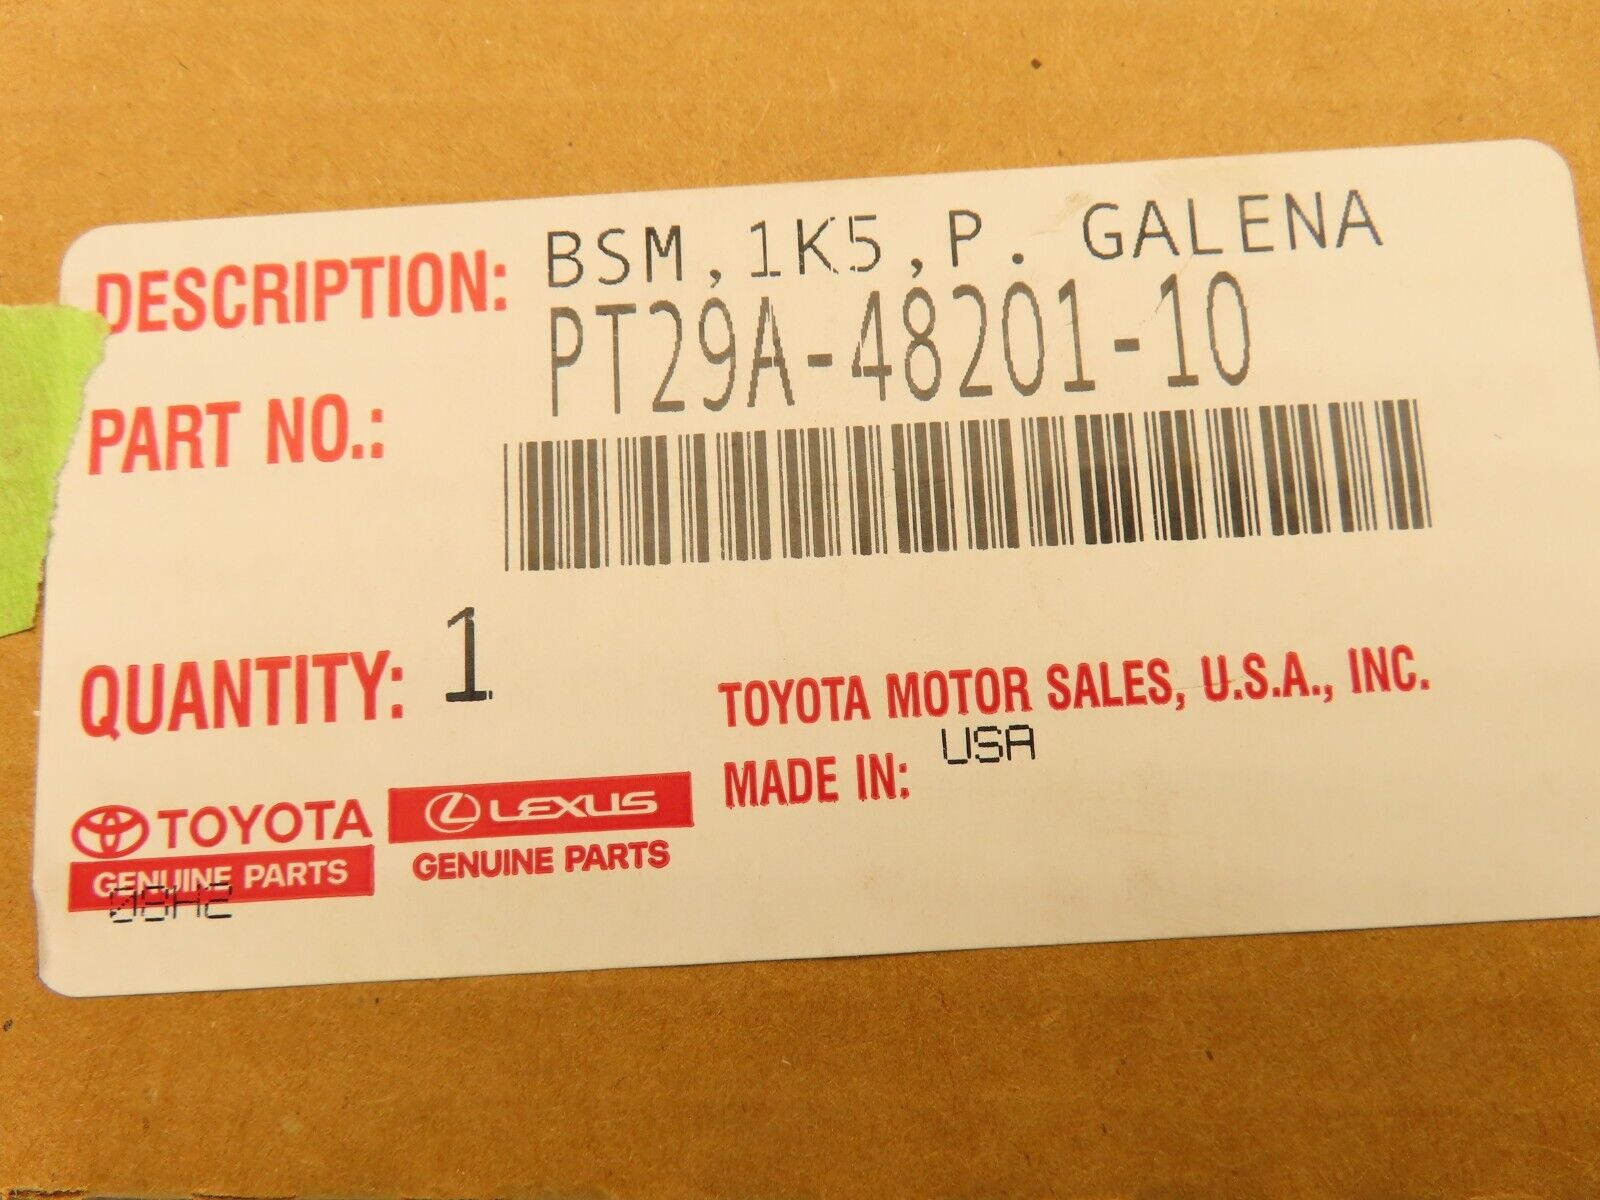 DESCRIPTION: BSM,1K5,P. GALENA
PART NO.: PT29A-48201-10
QUANTITY: 1
TOYOTA MOTOR SALES, U.S.A., INC.
MADE IN: USA
TOYOTA
GENUINE PARTS
08H2
LEXUS
GENUINE PARTS